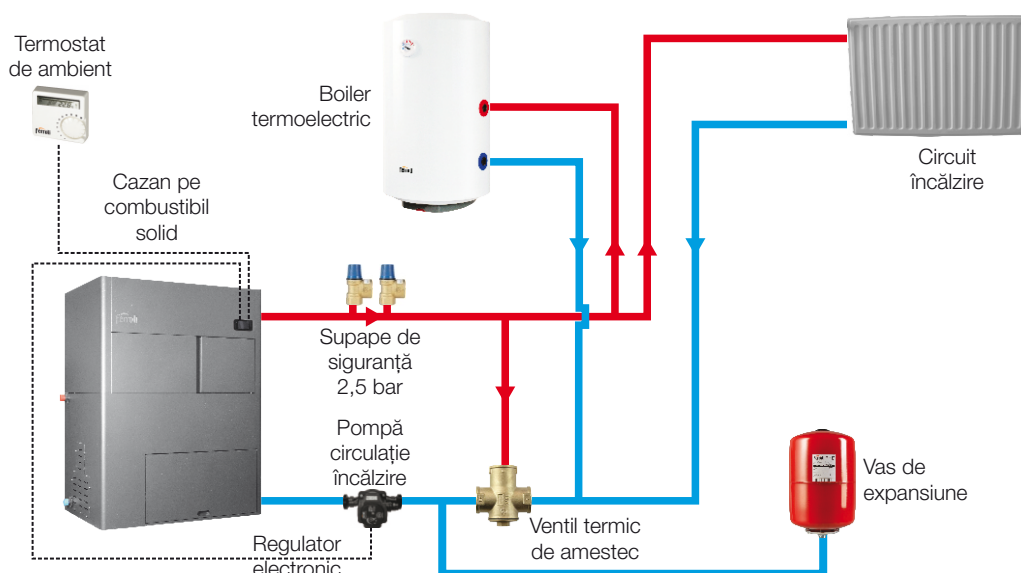 Termostat
de ambient
Boiler
termoelectric
Circuit
încălzire
Cazan pe
combustibil
solid
Supape de
siguranță
2,5 bar
Pompă
circulație
încălzire
Vas de
expansiune
Ventil termic
de amestec
Regulator
electronic